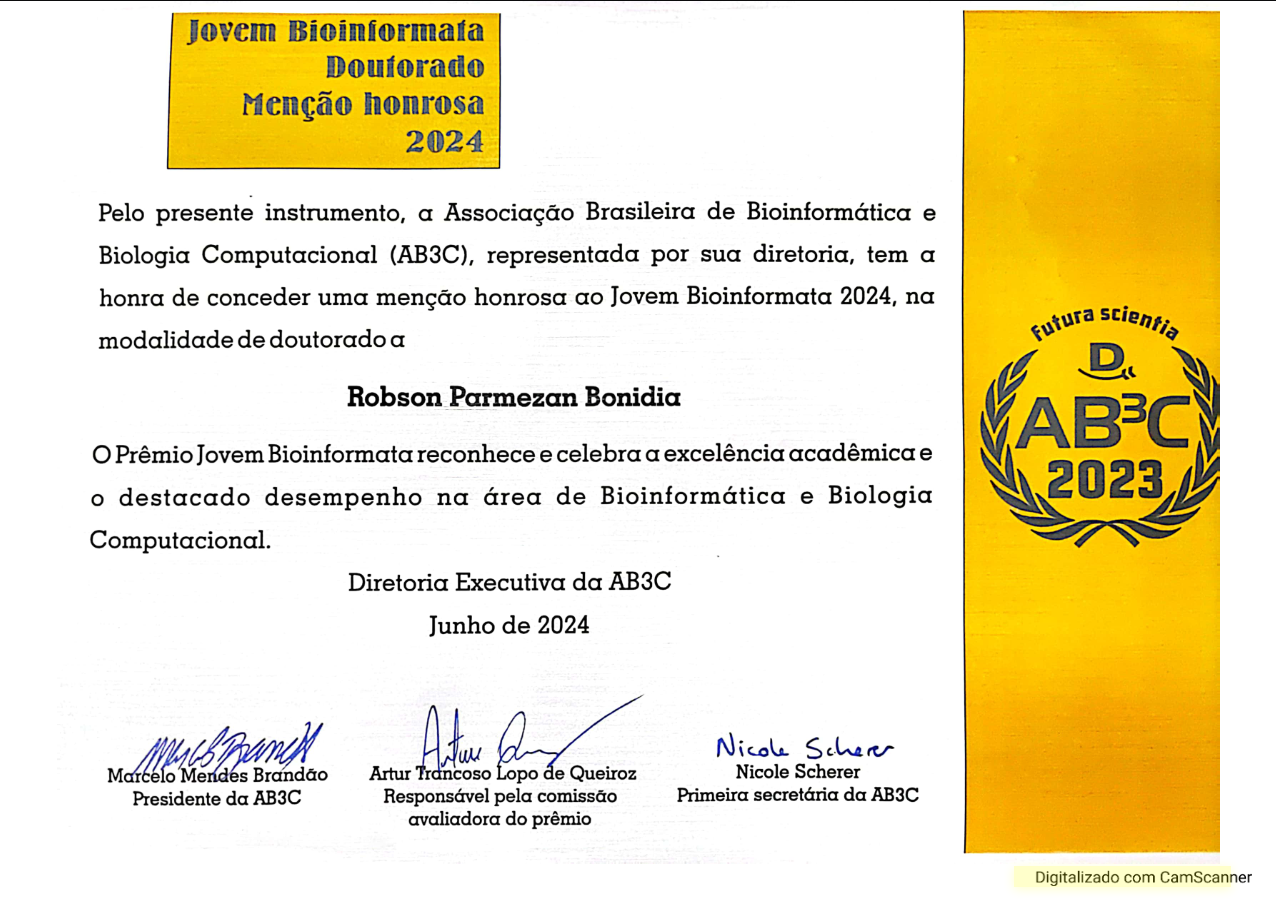 Jovem Bioinformata
Doutorado
Menção honrosa
2024
Pelo presente instrumento, a Associação Brasileira de Bioinformática e
Biologia Computacional (AB3C), representada por sua diretoria, tem a
honra de conceder uma menção honrosa ao Jovem Bioinformata 2024, na
modalidade de doutorado a
Robson Parmezan Bonidia
O Prêmio Jovem Bioinformata reconhece e celebra a excelência acadêmica e
o destacado desempenho na área de Bioinformática e Biologia
Computacional.
Diretoria Executiva da AB3C
Junho de 2024
Nicole Scherer
Marcelo Mendes Brandão
Presidente da AB3C
Artur Trancoso Lopo de Queiroz
Responsável pela comissão
avaliadora do prêmio
Nicole Scherer
Primeira secretária da AB3C
Futura scientia
D
AB³C
2023
Digitalizado com CamScanner